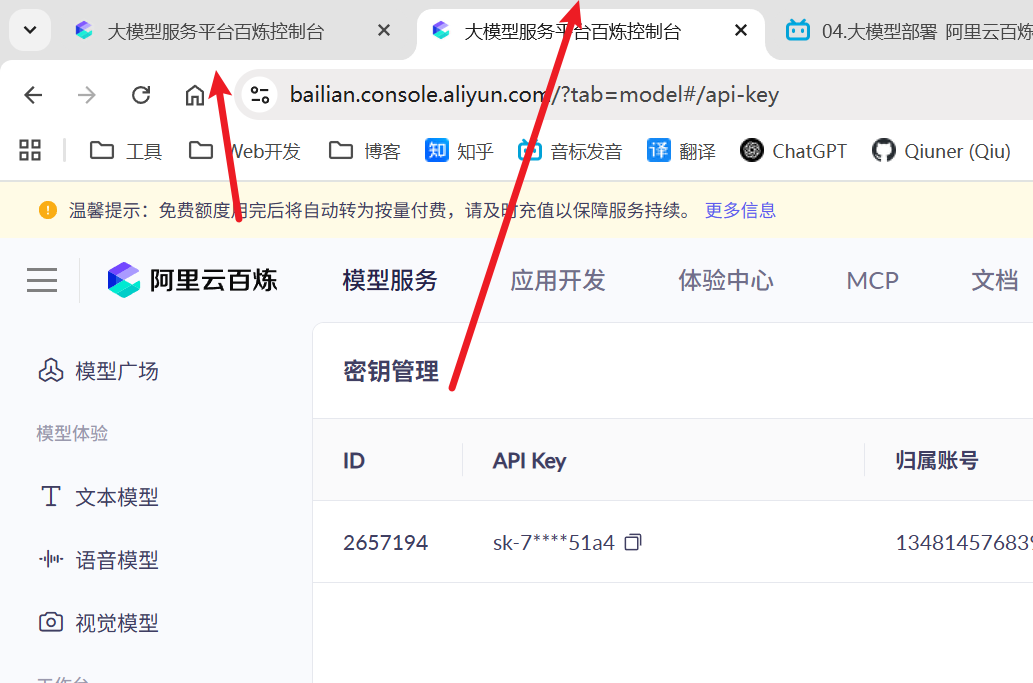 大模型服务平台百炼控制台
大模型服务平台百炼控制台
04.大模型部署 阿里云百炼
bailian.console.aliyun.com/?tab=model#/api-key
工具
Web开发
博客
知 知乎
音标发音
译 翻译
ChatGPT
Qiuner (Qiu)
温馨提示：免费额度用完后将自动转为按量付费，请及时充值以保障服务持续。 更多信息
阿里云百炼
模型服务
应用开发
体验中心
MCP
文档
模型广场
密钥管理
模型体验
ID
API Key
归属账号
文本模型
2657194
sk-7****51a4
134814576839
语音模型
视觉模型
工作台